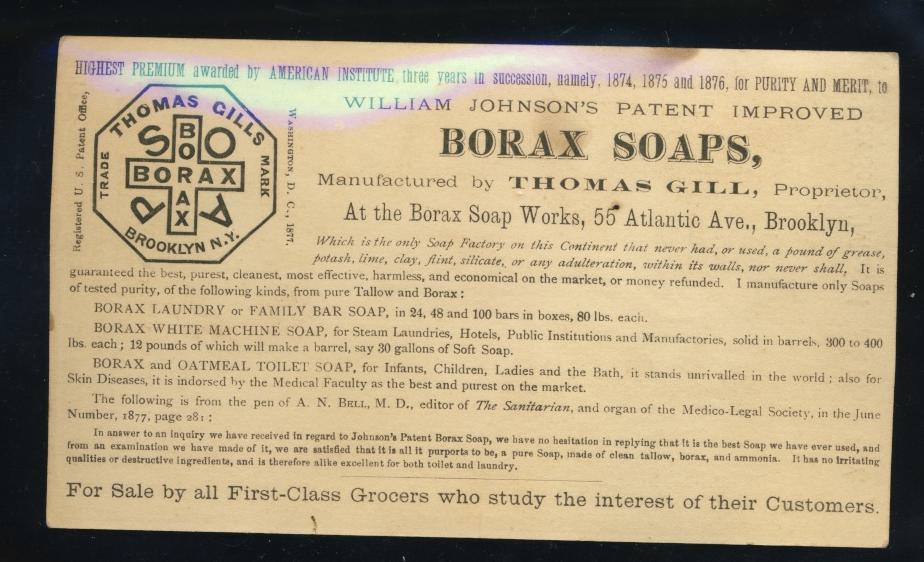 HIGHEST PREMIUM awarded by AMERICAN INSTITUTE, three years in succession, namely, 1874, 1875 and 1876, for PURITY AND MERIT, to
Registered U. S. Patent Office,
THOMAS GILLS
TRADE
MARK
SOAP
BORAX
BORAX
BROOKLYN N.Y.
WASHINGTON, D. C., 1877.
WILLIAM JOHNSON'S PATENT IMPROVED
BORAX SOAPS,
Manufactured by THOMAS GILL, Proprietor,
At the Borax Soap Works, 55 Atlantic Ave., Brooklyn,
Which is the only Soap Factory on this Continent that never had, or used, a pound of grease,
potash, lime, clay, flint, silicate, or any adulteration, within its walls, nor never shall, It is
guaranteed the best, purest, cleanest, most effective, harmless, and economical on the market, or money refunded. I manufacture only Soaps
of tested purity, of the following kinds, from pure Tallow and Borax:
BORAX LAUNDRY or FAMILY BAR SOAP, in 24, 48 and 100 bars in boxes, 80 lbs. each.
BORAX WHITE MACHINE SOAP, for Steam Laundries, Hotels, Public Institutions and Manufactories, solid in barrels, 300 to 400
lbs. each; 12 pounds of which will make a barrel, say 30 gallons of Soft Soap.
BORAX and OATMEAL TOILET SOAP, for Infants, Children, Ladies and the Bath, it stands unrivalled in the world; also for
Skin Diseases, it is indorsed by the Medical Faculty as the best and purest on the market.
The following is from the pen of A. N. BELL, M. D., editor of The Sanitarian, and organ of the Medico-Legal Society, in the June
Number, 1877, page 281:
In answer to an inquiry we have received in regard to Johnson's Patent Borax Soap, we have no hesitation in replying that it is the best Soap we have ever used, and
from an examination we have made of it, we are satisfied that it is all it purports to be, a pure Soap, made of clean tallow, borax, and ammonia. It has no irritating
qualities or destructive ingredients, and is therefore alike excellent for both toilet and laundry.
For Sale by all First-Class Grocers who study the interest of their Customers.